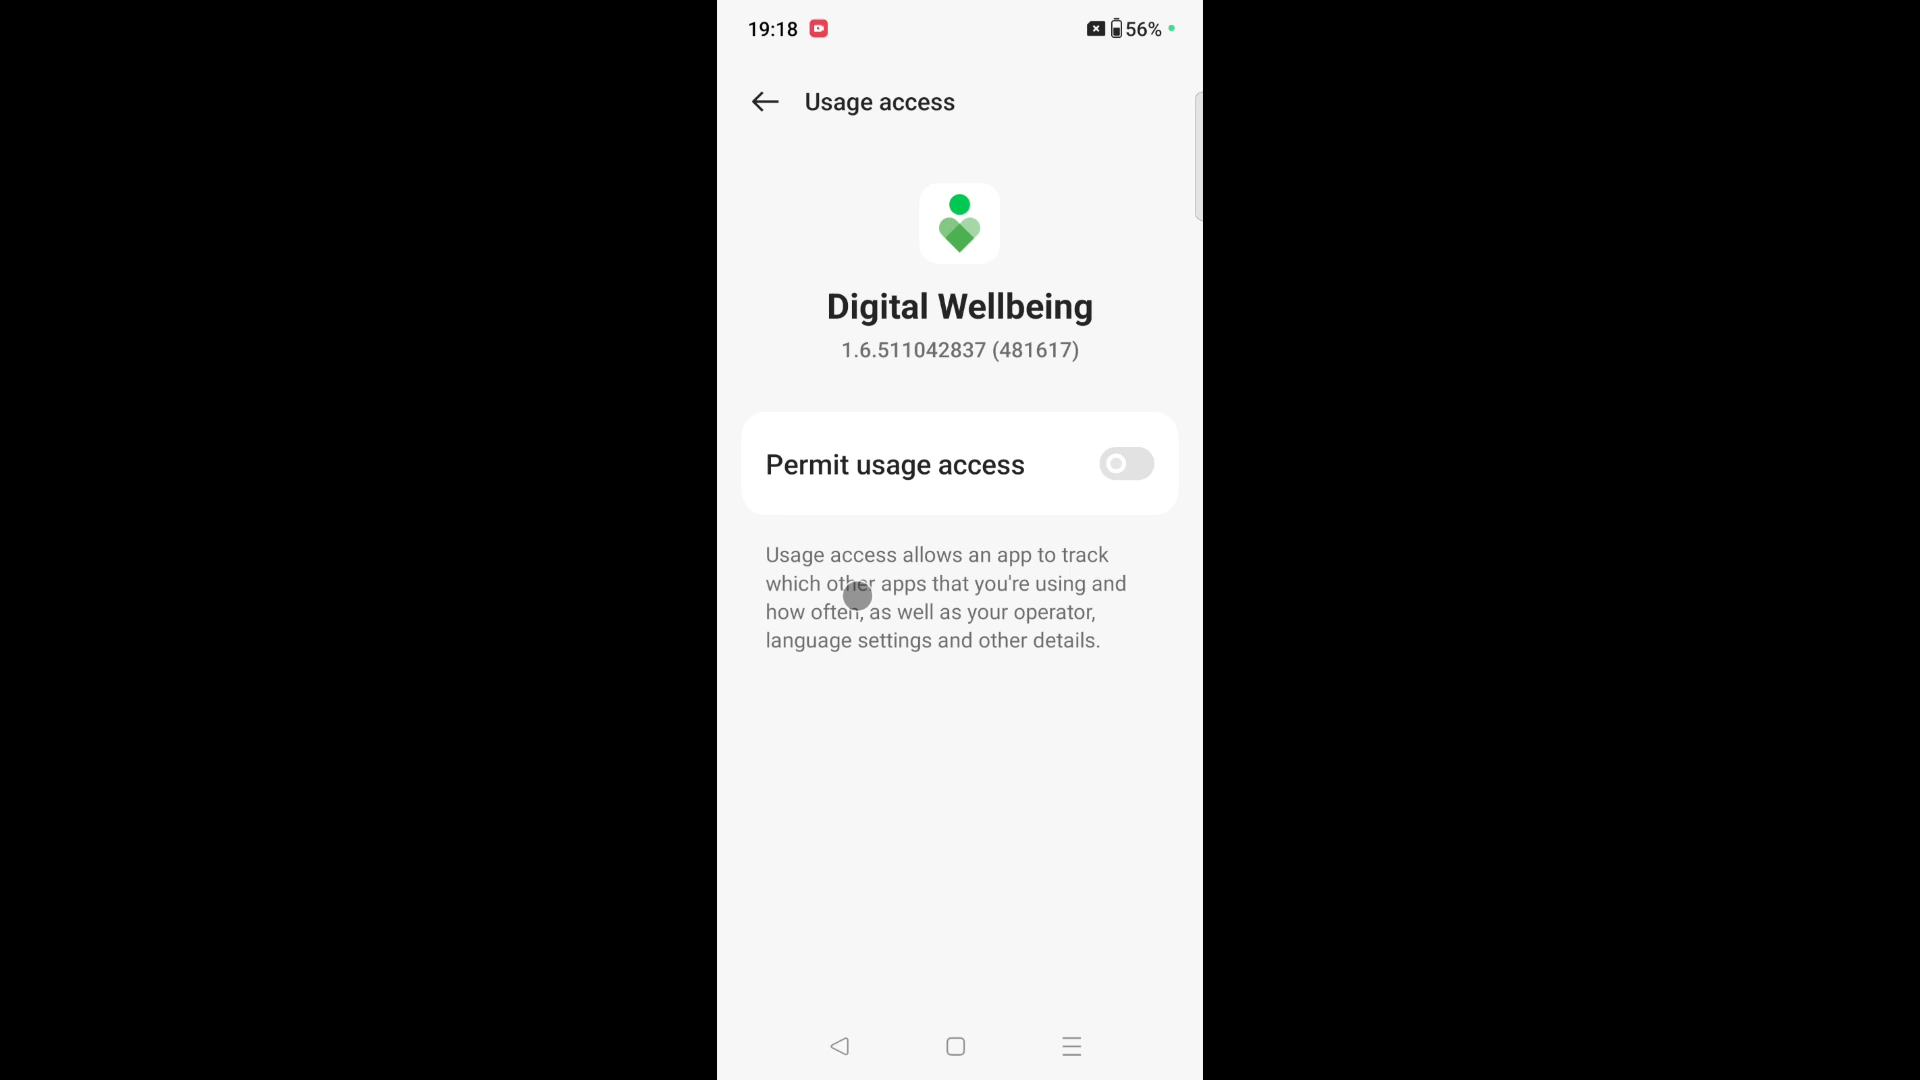 19:18
56%
Usage access
Digital Wellbeing
1.6.511042837 (481617)
Permit usage access
Usage access allows an app to track
which other apps that you're using and
how often, as well as your operator,
language settings and other details.